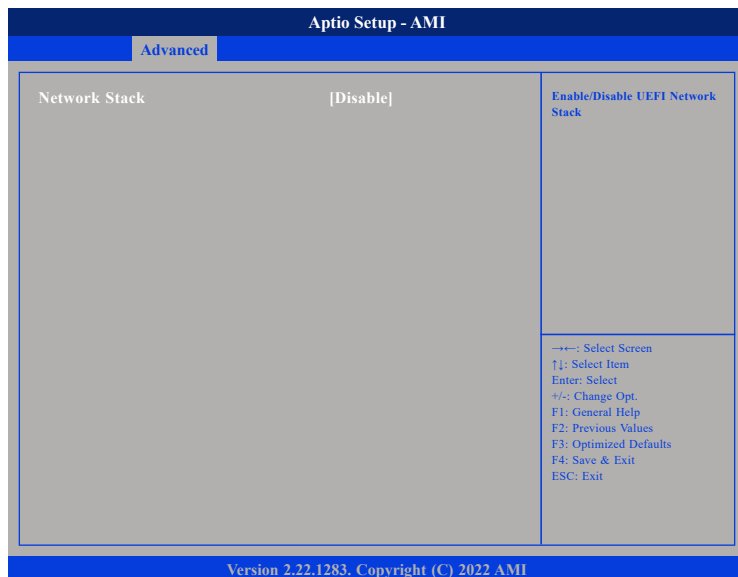 Aptio Setup - AMI
Advanced
Network Stack [Disable]
Enable/Disable UEFI Network
Stack
→←: Select Screen
↑↓: Select Item
Enter: Select
+/-: Change Opt.
F1: General Help
F2: Previous Values
F3: Optimized Defaults
F4: Save & Exit
ESC: Exit
Version 2.22.1283. Copyright (C) 2022 AMI